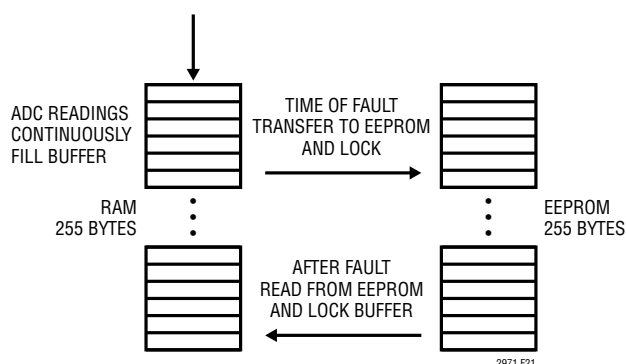 ADC READINGS
CONTINUOUSLY
FILL BUFFER
TIME OF FAULT
TRANSFER TO EEPROM
AND LOCK
RAM
255 BYTES
EEPROM
255 BYTES
AFTER FAULT
READ FROM EEPROM
AND LOCK BUFFER
2971 F21